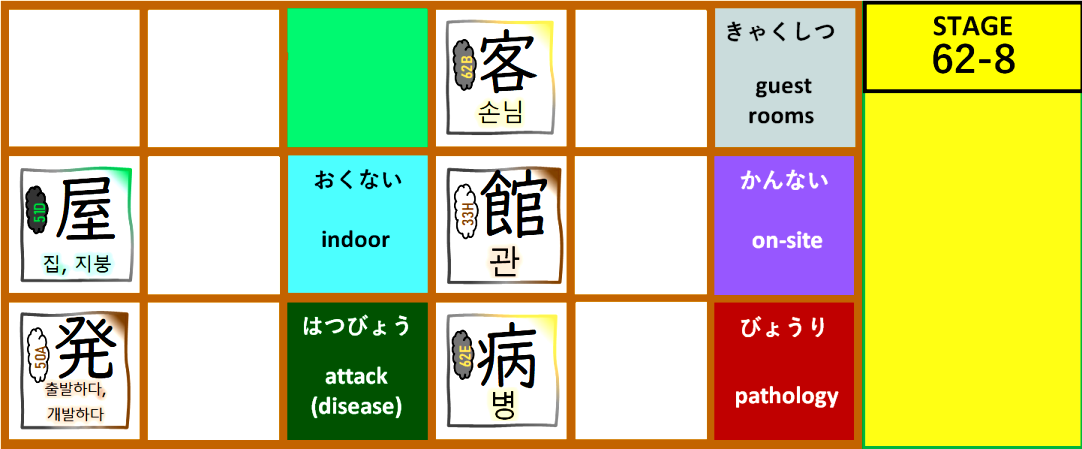 62B
客
손님
きゃくしつ
guest
rooms
STAGE
62-8
51D
屋
집, 지붕
おくない
indoor
33H
館
관
かんない
on-site
50A
発
출발하다,
개발하다
はつびょう
attack
(disease)
62E
病
병
びょうり
pathology